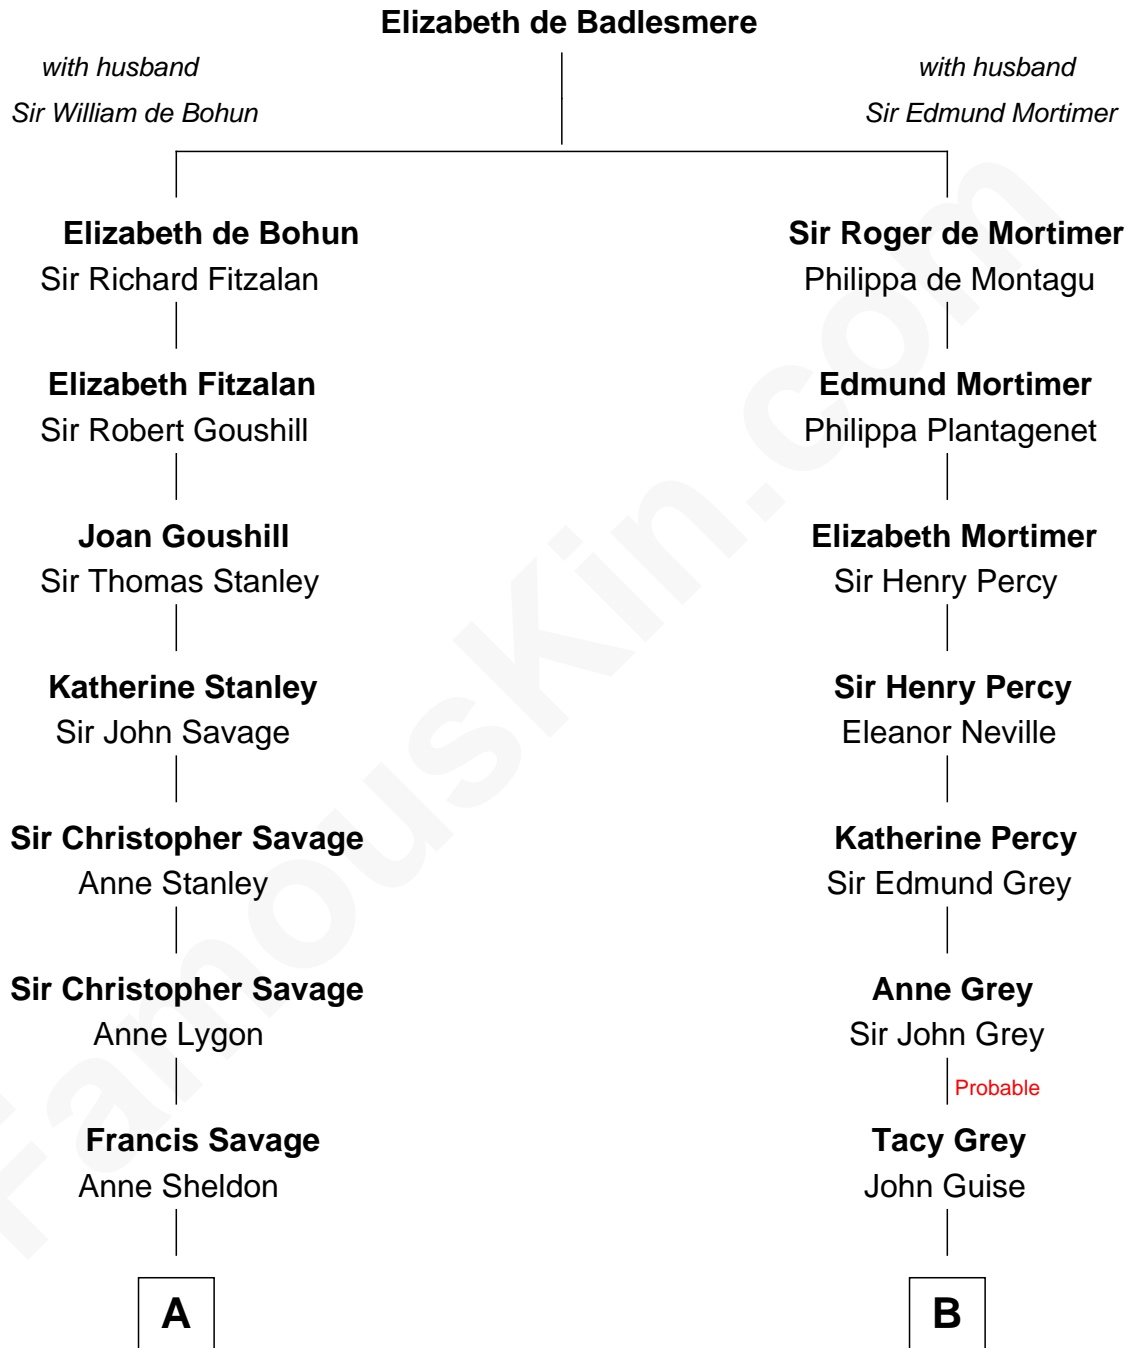 Elizabeth de Badlesmere
with husband
Sir William de Bohun
with husband
Sir Edmund Mortimer
Elizabeth de Bohun
Sir Richard Fitzalan
Sir Roger de Mortimer
Philippa de Montagu
Elizabeth Fitzalan
Sir Robert Goushill
Edmund Mortimer
Philippa Plantagenet
Joan Goushill
Sir Thomas Stanley
Elizabeth Mortimer
Sir Henry Percy
Katherine Stanley
Sir John Savage
Sir Henry Percy
Eleanor Neville
Sir Christopher Savage
Anne Stanley
Katherine Percy
Sir Edmund Grey
Sir Christopher Savage
Anne Lygon
Anne Grey
Sir John Grey
Probable
Francis Savage
Anne Sheldon
Tacy Grey
John Guise
A
B
FamousKin.com